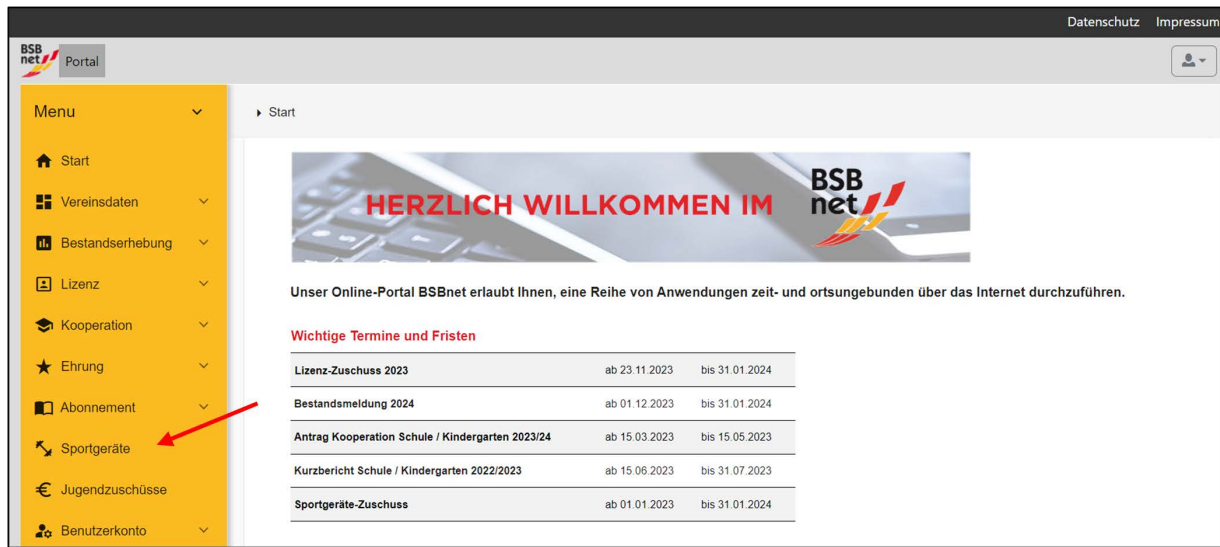 Datenschutz Impressum
BSB
net Portal
Menu
Start
Start
Vereinsdaten
Bestandserhebung
Lizenz
Kooperation
Ehrung
Abonnement
Sportgeräte
Jugendzuschüsse
Benutzerkonto
HERZLICH WILLKOMMEN IM
BSB
net
Unser Online-Portal BSBnet erlaubt Ihnen, eine Reihe von Anwendungen zeit- und ortsungebunden über das Internet durchzuführen.
Wichtige Termine und Fristen
Lizenz-Zuschuss 2023 ab 23.11.2023 bis 31.01.2024
Bestandsmeldung 2024 ab 01.12.2023 bis 31.01.2024
Antrag Kooperation Schule / Kindergarten 2023/24 ab 15.03.2023 bis 15.05.2023
Kurzbericht Schule / Kindergarten 2022/2023 ab 15.06.2023 bis 31.07.2023
Sportgeräte-Zuschuss ab 01.01.2023 bis 31.01.2024